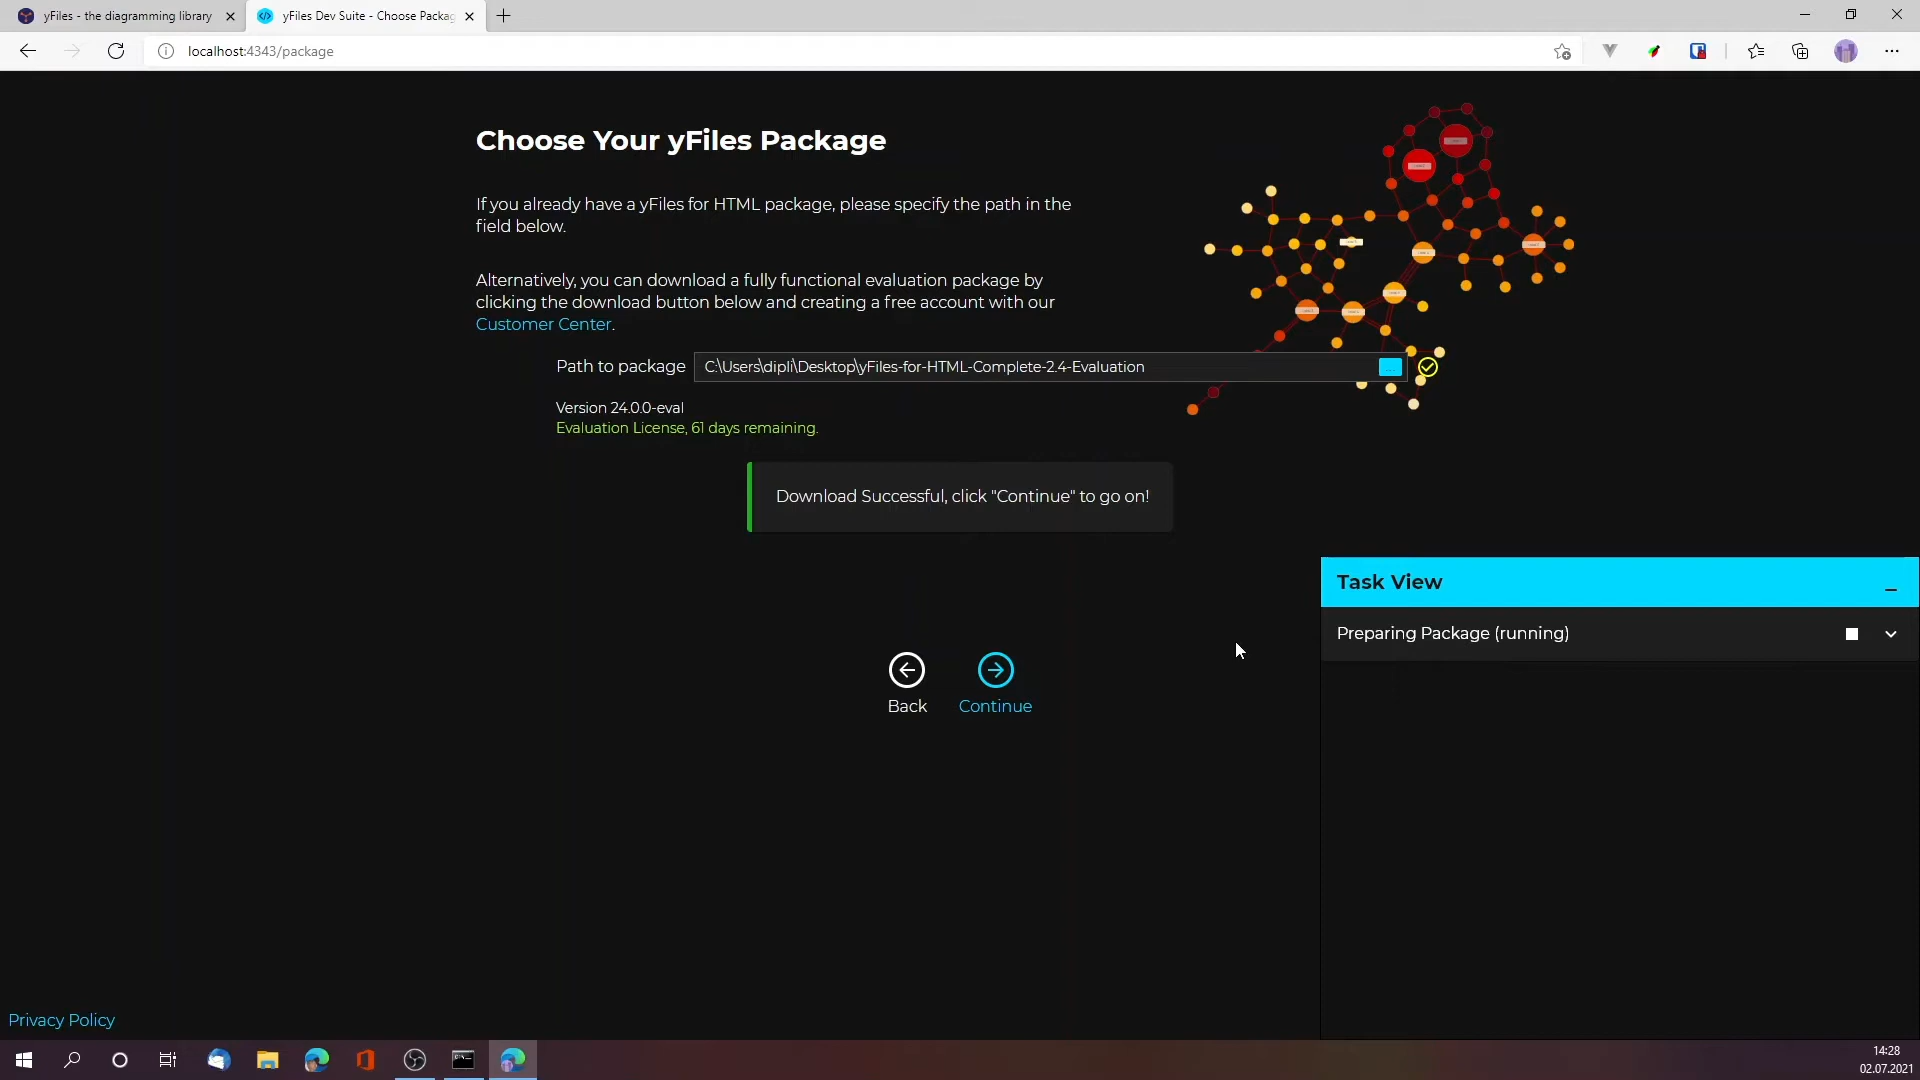 yFiles - the diagramming library
yFiles Dev Suite - Choose Packag
localhost:4343/package
Choose Your yFiles Package
If you already have a yFiles for HTML package, please specify the path in the
field below.
Alternatively, you can download a fully functional evaluation package by
clicking the download button below and creating a free account with our
Customer Center.
Path to package
C:\Users\dipli\Desktop\yFiles-for-HTML-Complete-2.4-Evaluation
...
Version 24.0.0-eval
Evaluation License, 61 days remaining.
Download Successful, click "Continue" to go on!
Task View
Preparing Package (running)
Back
Continue
Privacy Policy
14:28
02.07.2021